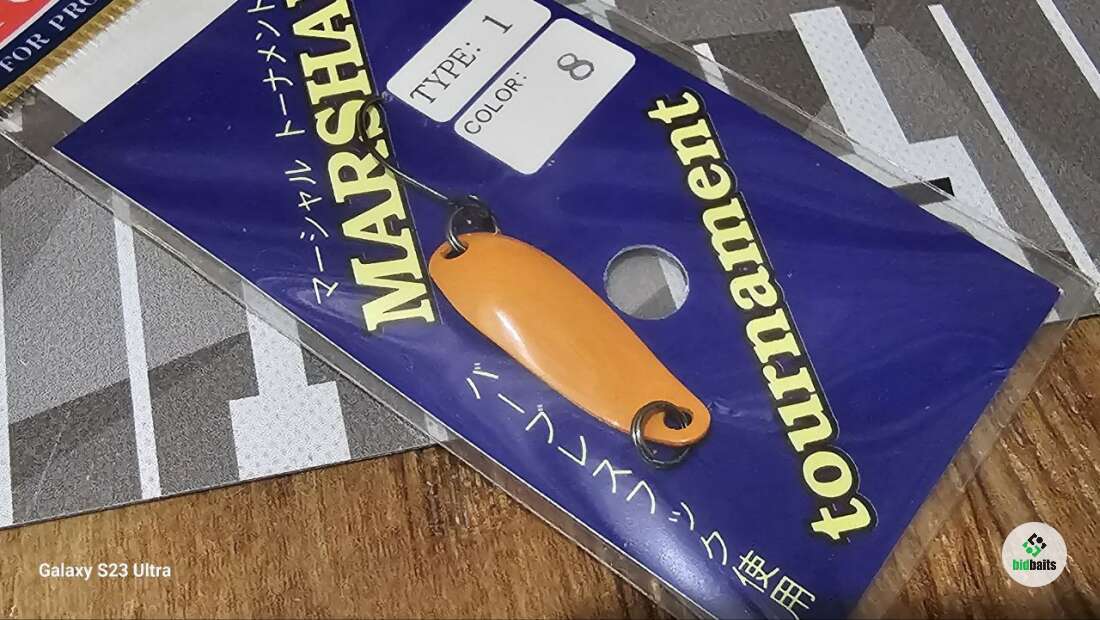 FOR PRO
TYPE: 1
COLOR: 8
マーシャル トーナメント
MARSHA
tournament
バーブレスフック使用
Galaxy S23 Ultra
bidbaits